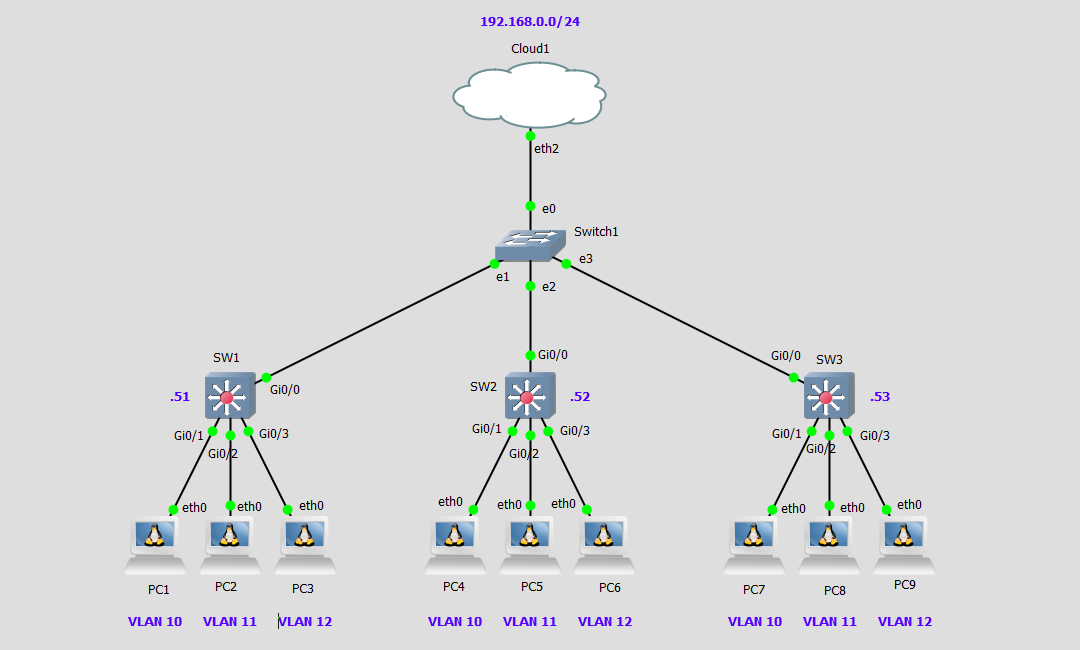 192.168.0.0/24
Cloud1
eth2
e0
Switch1
e1
e2
e3
SW1
Gi0/0
.51
Gi0/1
Gi0/2
Gi0/3
SW2
Gi0/0
.52
Gi0/1
Gi0/2
Gi0/3
SW3
Gi0/0
.53
Gi0/1
Gi0/2
Gi0/3
eth0
eth0
eth0
eth0
eth0
eth0
eth0
eth0
eth0
PC1
PC2
PC3
PC4
PC5
PC6
PC7
PC8
PC9
VLAN 10
VLAN 11
VLAN 12
VLAN 10
VLAN 11
VLAN 12
VLAN 10
VLAN 11
VLAN 12